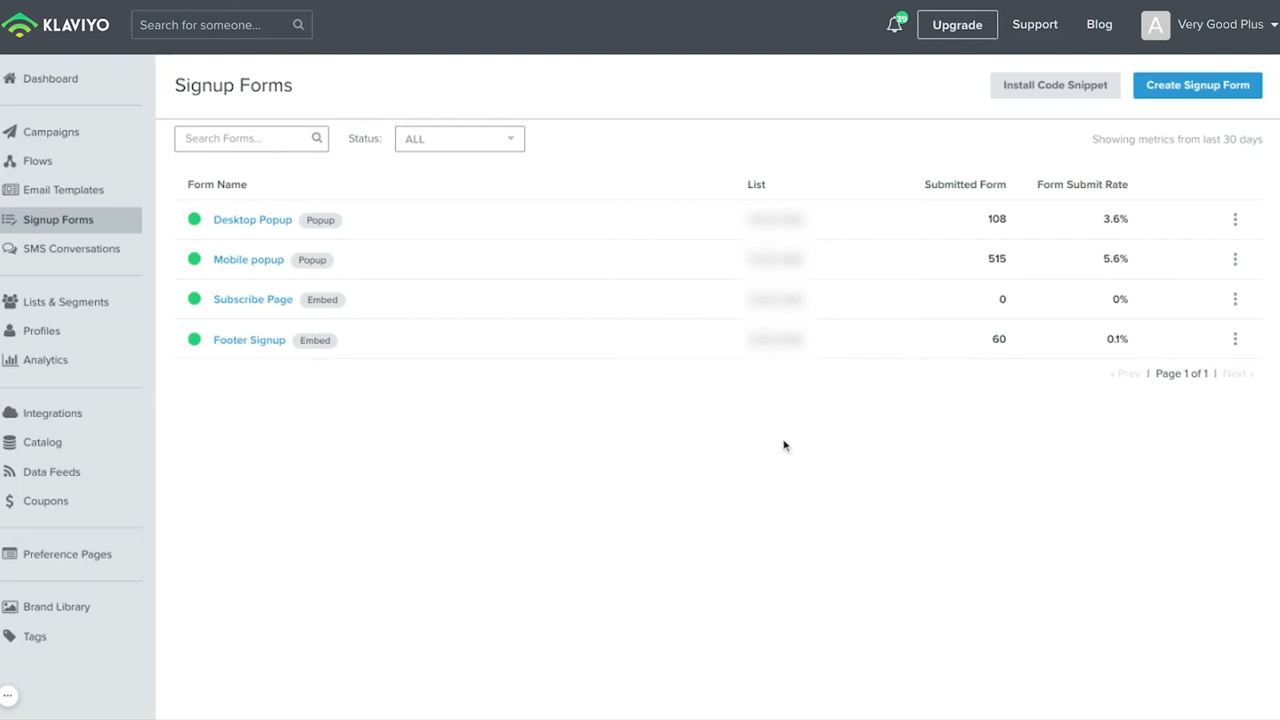 KLAVIYO
Search for someone...
39
Upgrade
Support
Blog
A
Very Good Plus
Dashboard
Campaigns
Flows
Email Templates
Signup Forms
SMS Conversations
Lists & Segments
Profiles
Analytics
Integrations
Catalog
Data Feeds
Coupons
Preference Pages
Brand Library
Tags
Signup Forms
Install Code Snippet
Create Signup Form
Search Forms...
Status:
ALL
Showing metrics from last 30 days
Form Name List Submitted Form Form Submit Rate
Desktop Popup Popup 108 3.6%
Mobile popup Popup 515 5.6%
Subscribe Page Embed 0 0%
Footer Signup Embed 60 0.1%
« Prev | Page 1 of 1 | Next »